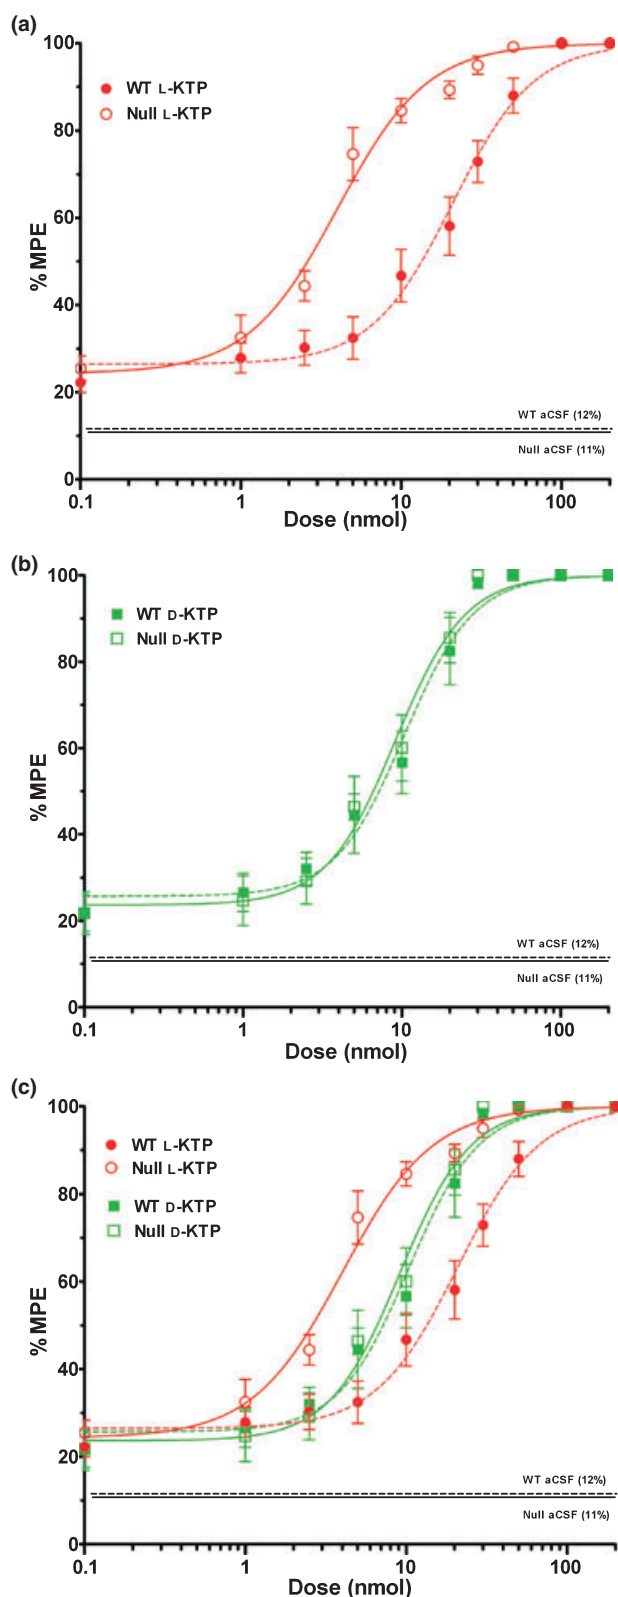 (a)
100
80
60
40
20
0
% MPE
WT L-KTP
Null L-KTP
WT aCSF (12%)
Null aCSF (11%)
0.1 1 10 100
Dose (nmol)
(b)
100
80
60
40
20
0
% MPE
WT D-KTP
Null D-KTP
WT aCSF (12%)
Null aCSF (11%)
0.1 1 10 100
Dose (nmol)
(c)
100
80
60
40
20
0
% MPE
WT L-KTP
Null L-KTP
WT D-KTP
Null D-KTP
WT aCSF (12%)
Null aCSF (11%)
0.1 1 10 100
Dose (nmol)